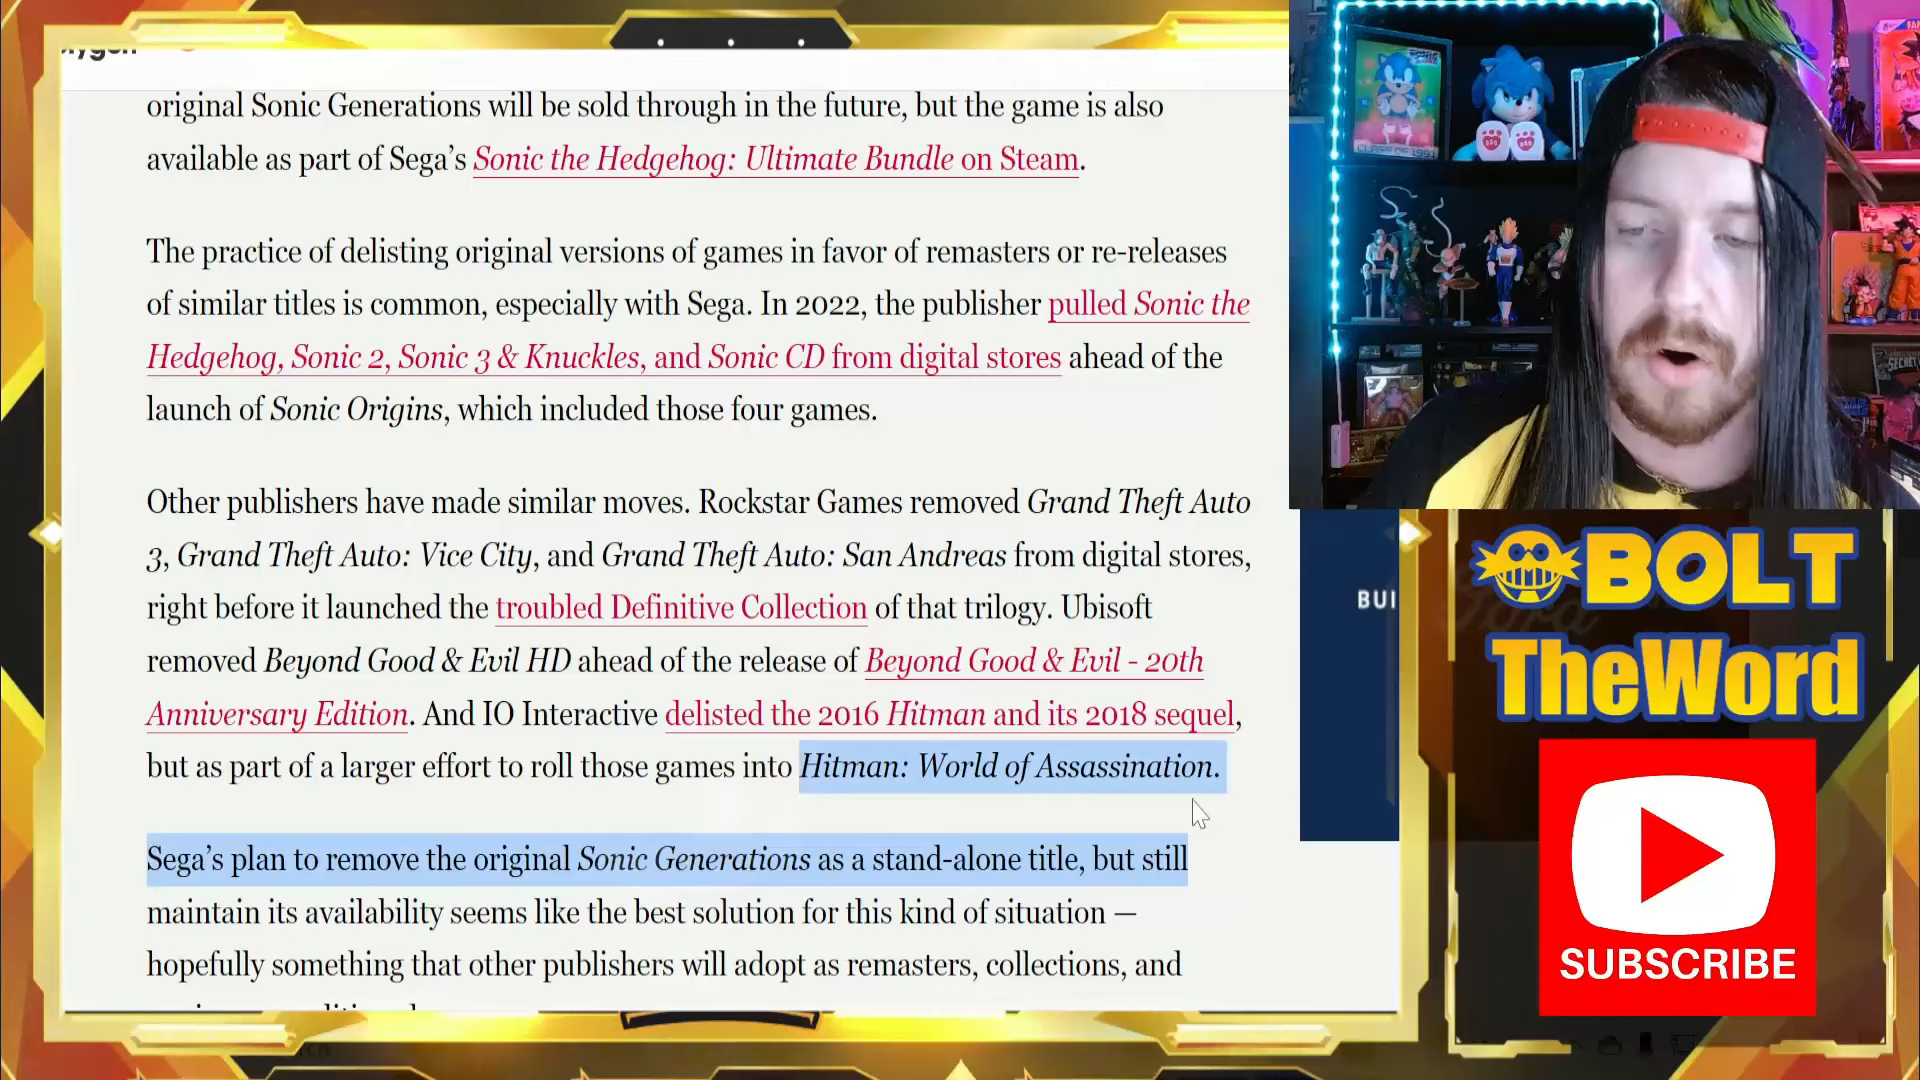 original Sonic Generations will be sold through in the future, but the game is also
available as part of Sega’s Sonic the Hedgehog: Ultimate Bundle on Steam.
The practice of delisting original versions of games in favor of remasters or re-releases
of similar titles is common, especially with Sega. In 2022, the publisher pulled Sonic the
Hedgehog, Sonic 2, Sonic 3 & Knuckles, and Sonic CD from digital stores ahead of the
launch of Sonic Origins, which included those four games.
Other publishers have made similar moves. Rockstar Games removed Grand Theft Auto
3, Grand Theft Auto: Vice City, and Grand Theft Auto: San Andreas from digital stores,
right before it launched the troubled Definitive Collection of that trilogy. Ubisoft
removed Beyond Good & Evil HD ahead of the release of Beyond Good & Evil - 20th
Anniversary Edition. And IO Interactive delisted the 2016 Hitman and its 2018 sequel,
but as part of a larger effort to roll those games into Hitman: World of Assassination.
Sega’s plan to remove the original Sonic Generations as a stand-alone title, but still
maintain its availability seems like the best solution for this kind of situation —
hopefully something that other publishers will adopt as remasters, collections, and
CLASS OF 1991
BUI
BOLT
TheWord
SUBSCRIBE